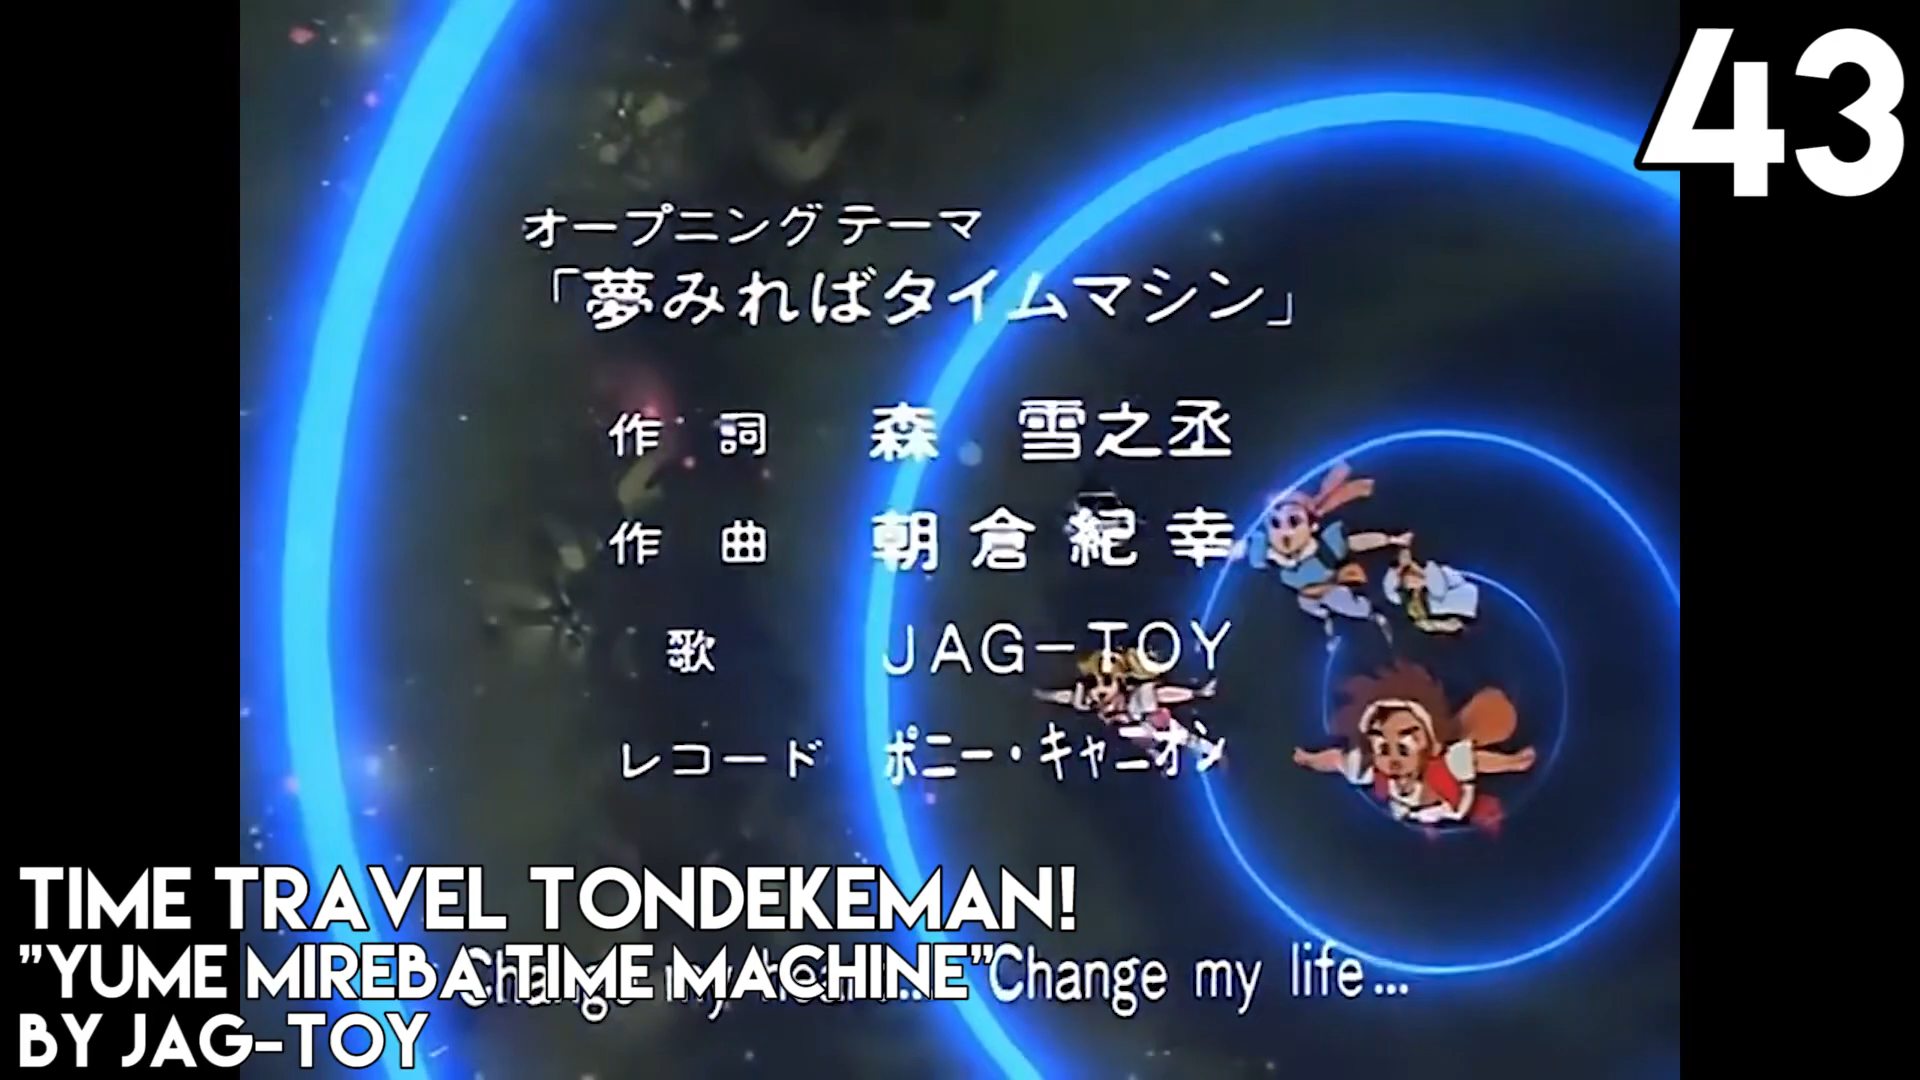 43
オープニング テーマ
「夢みればタイムマシン」
作詞 森 雪之丞
作曲 朝倉紀幸
歌 JAG-TOY
レコード ポニー・キャニオン
Change my heart... Change my life...
TIME TRAVEL TONDEKEMAN!
"YUME MIREBA TIME MACHINE"
BY JAG-TOY